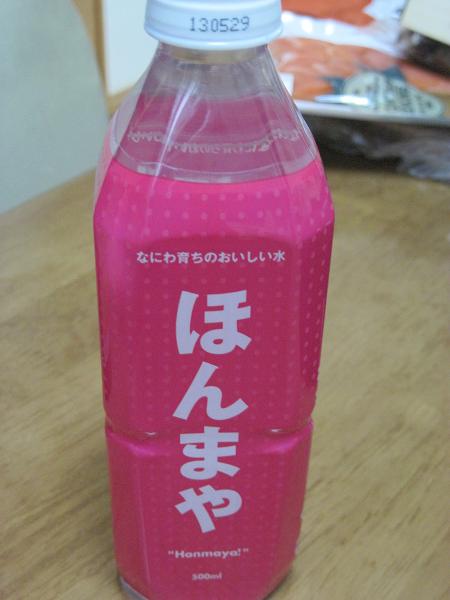 130529
なにわ育ちのおいしい水
ほんまや
"Honmaya!"
500ml